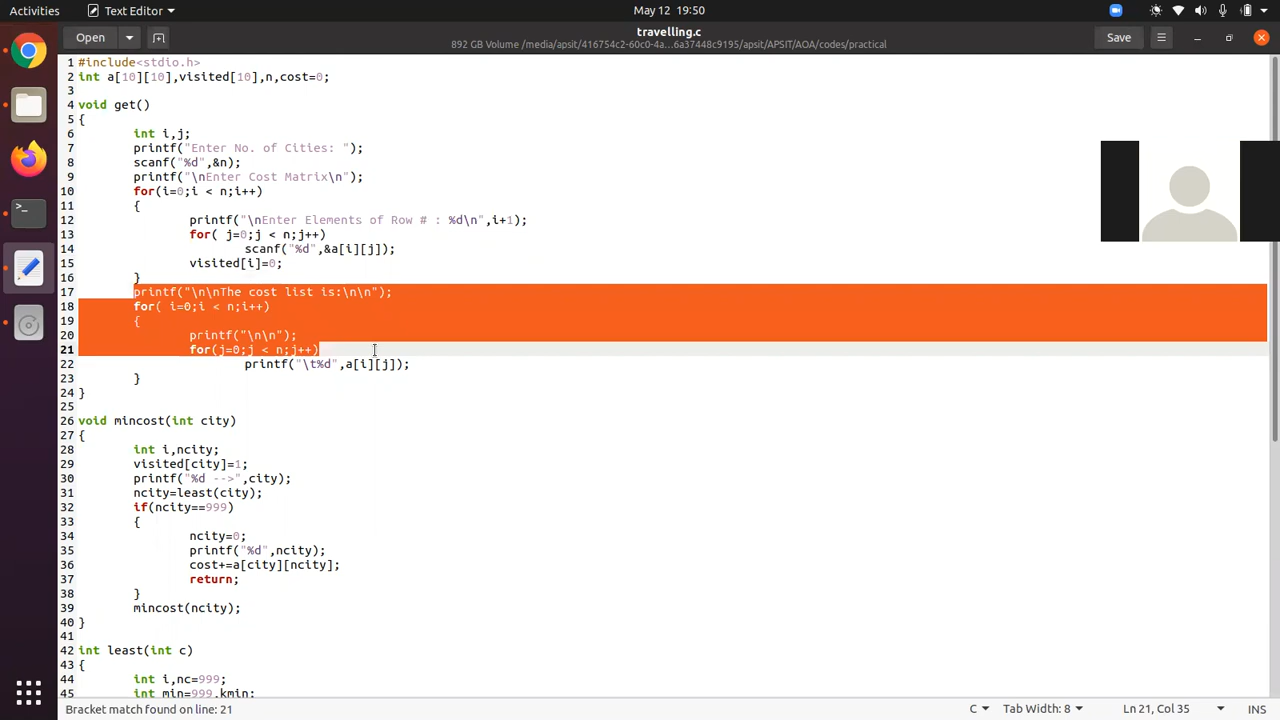 Activities
Text Editor
May 12 19:50
Open
travelling.c
892 GB Volume /media/apsit/416754c2-60c0-4a...6a37448c9195/apsit/APSIT/AOA/codes/practical
Save
1 #include<stdio.h>
2 int a[10][10],visited[10],n,cost=0;
3
4 void get()
5 {
6 int i,j;
7 printf("Enter No. of Cities: ");
8 scanf("%d",&n);
9 printf("\nEnter Cost Matrix\n");
10 for(i=0;i < n;i++)
11 {
12 printf("\nEnter Elements of Row # : %d\n",i+1);
13 for( j=0;j < n;j++)
14 scanf("%d",&a[i][j]);
15 visited[i]=0;
16 }
17 printf("\n\nThe cost list is:\n\n");
18 for( i=0;i < n;i++)
19 {
20 printf("\n\n");
21 for(j=0;j < n;j++)
22 printf("\t%d",a[i][j]);
23 }
24 }
25
26 void mincost(int city)
27 {
28 int i,ncity;
29 visited[city]=1;
30 printf("%d -->",city);
31 ncity=least(city);
32 if(ncity==999)
33 {
34 ncity=0;
35 printf("%d",ncity);
36 cost+=a[city][ncity];
37 return;
38 }
39 mincost(ncity);
40 }
41
42 int least(int c)
43 {
44 int i,nc=999;
45 int min=999,kmin;
Bracket match found on line: 21
C
Tab Width: 8
Ln 21, Col 35
INS